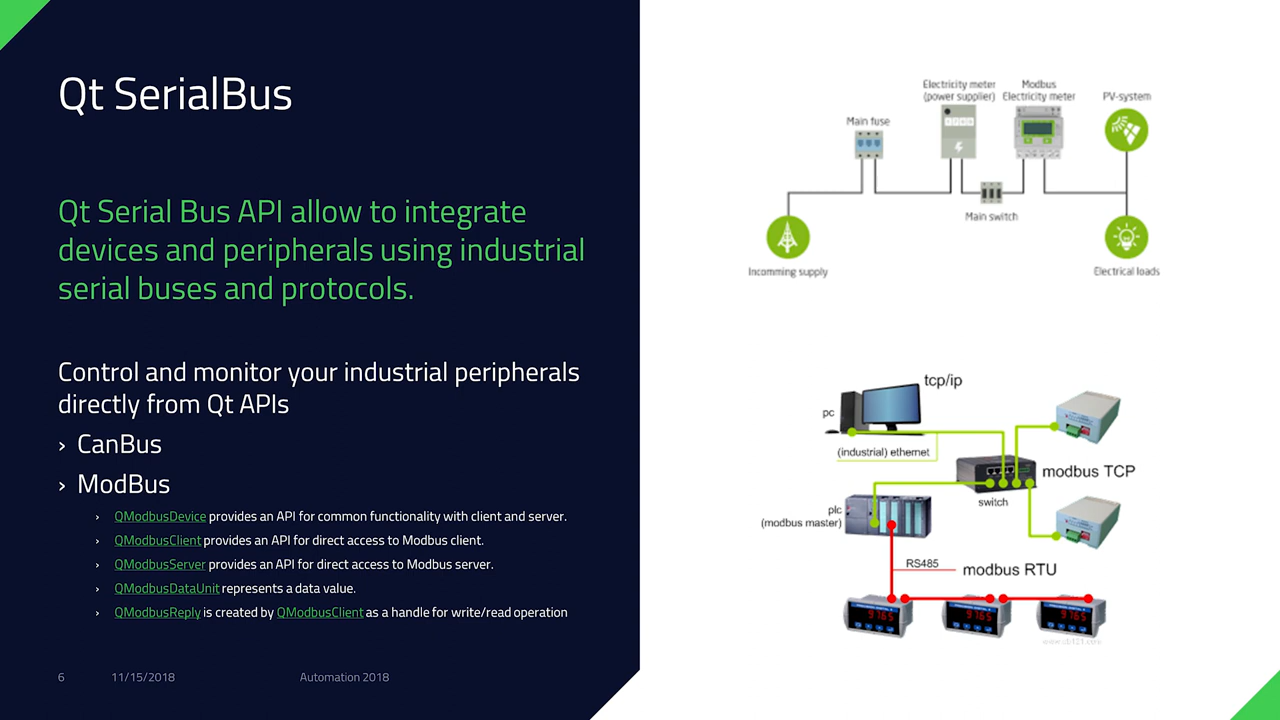 Qt SerialBus
Qt Serial Bus API allow to integrate
devices and peripherals using industrial
serial buses and protocols.
Control and monitor your industrial peripherals
directly from Qt APIs
› CanBus
› ModBus
› QModbusDevice provides an API for common functionality with client and server.
› QModbusClient provides an API for direct access to Modbus client.
› QModbusServer provides an API for direct access to Modbus server.
› QModbusDataUnit represents a data value.
› QModbusReply is created by QModbusClient as a handle for write/read operation
6 11/15/2018 Automation 2018
Electricity meter
(power supplier)
Modbus
Electricity meter
PV-system
Main fuse
Main switch
Incomming supply
Electrical loads
tcp/ip
pc
(industrial) ethernet
modbus TCP
switch
plc
(modbus master)
RS485
modbus RTU
9765
9765
9765